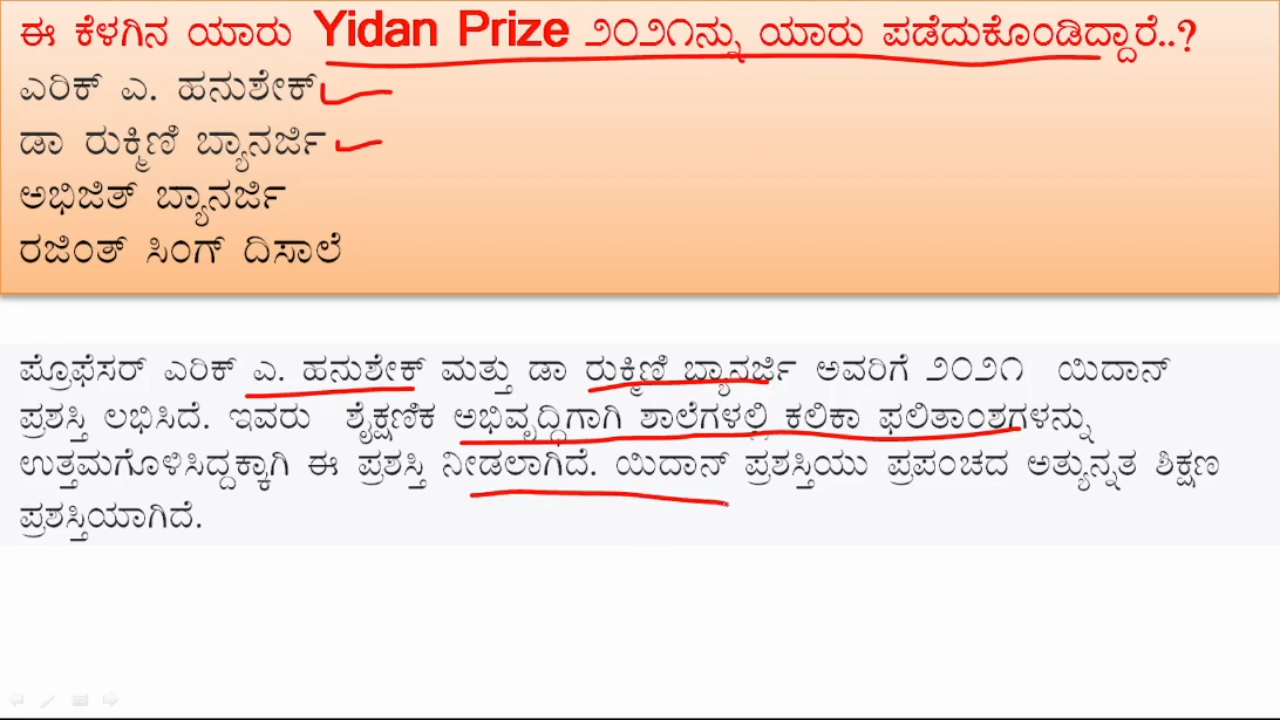 ಈ ಕೆಳಗಿನ ಯಾರು Yidan Prize ೨೦೨೧ನ್ನು ಯಾರು ಪಡೆದುಕೊಂಡಿದ್ದಾರೆ..?
ಎರಿಕ್ ಎ. ಹನುಶೇಕ್
ಡಾ ರುಕ್ಮಿಣಿ ಬ್ಯಾನರ್ಜಿ
ಅಭಿಜಿತ್ ಬ್ಯಾನರ್ಜಿ
ರಜಿಂತ್ ಸಿಂಗ್ ದಿಸಾಲೆ
ಪ್ರೊಫೆಸರ್ ಎರಿಕ್ ಎ. ಹನುಶೇಕ್ ಮತ್ತು ಡಾ ರುಕ್ಮಿಣಿ ಬ್ಯಾನರ್ಜಿ ಅವರಿಗೆ ೨೦೨೧ ಯಿದಾನ್
ಪ್ರಶಸ್ತಿ ಲಭಿಸಿದೆ. ಇವರು ಶೈಕ್ಷಣಿಕ ಅಭಿವೃದ್ಧಿಗಾಗಿ ಶಾಲೆಗಳಲ್ಲಿ ಕಲಿಕಾ ಫಲಿತಾಂಶಗಳನ್ನು
ಉತ್ತಮಗೊಳಿಸಿದ್ದಕ್ಕಾಗಿ ಈ ಪ್ರಶಸ್ತಿ ನೀಡಲಾಗಿದೆ. ಯಿದಾನ್ ಪ್ರಶಸ್ತಿಯು ಪ್ರಪಂಚದ ಅತ್ಯುನ್ನತ ಶಿಕ್ಷಣ
ಪ್ರಶಸ್ತಿಯಾಗಿದೆ.